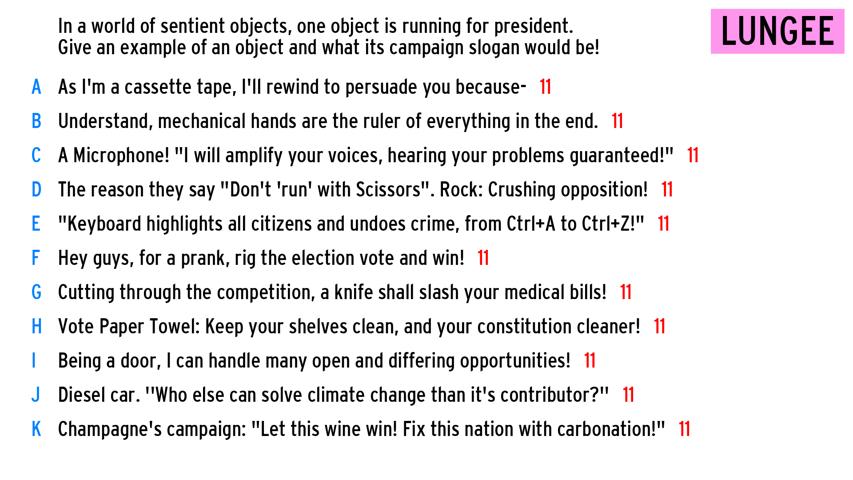 In a world of sentient objects, one object is running for president.
Give an example of an object and what its campaign slogan would be!
LUNGEE
A As I'm a cassette tape, I'll rewind to persuade you because- 11
B Understand, mechanical hands are the ruler of everything in the end. 11
C A Microphone! "I will amplify your voices, hearing your problems guaranteed!" 11
D The reason they say "Don't 'run' with Scissors". Rock: Crushing opposition! 11
E "Keyboard highlights all citizens and undoes crime, from Ctrl+A to Ctrl+Z!" 11
F Hey guys, for a prank, rig the election vote and win! 11
G Cutting through the competition, a knife shall slash your medical bills! 11
H Vote Paper Towel: Keep your shelves clean, and your constitution cleaner! 11
I Being a door, I can handle many open and differing opportunities! 11
J Diesel car. ''Who else can solve climate change than it's contributor?'' 11
K Champagne's campaign: "Let this wine win! Fix this nation with carbonation!" 11